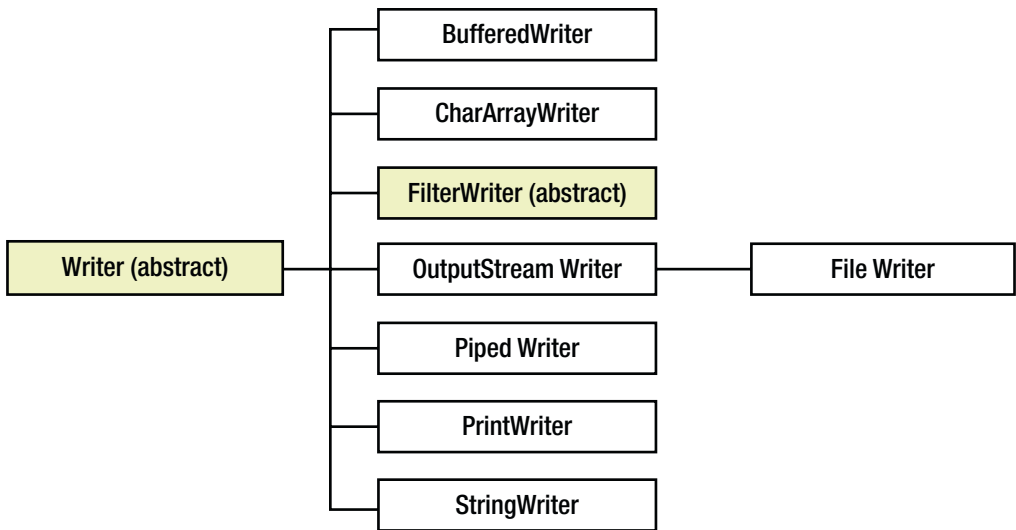 BufferedWriter
CharArrayWriter
FilterWriter (abstract)
Writer (abstract)
OutputStream Writer
File Writer
Piped Writer
PrintWriter
StringWriter